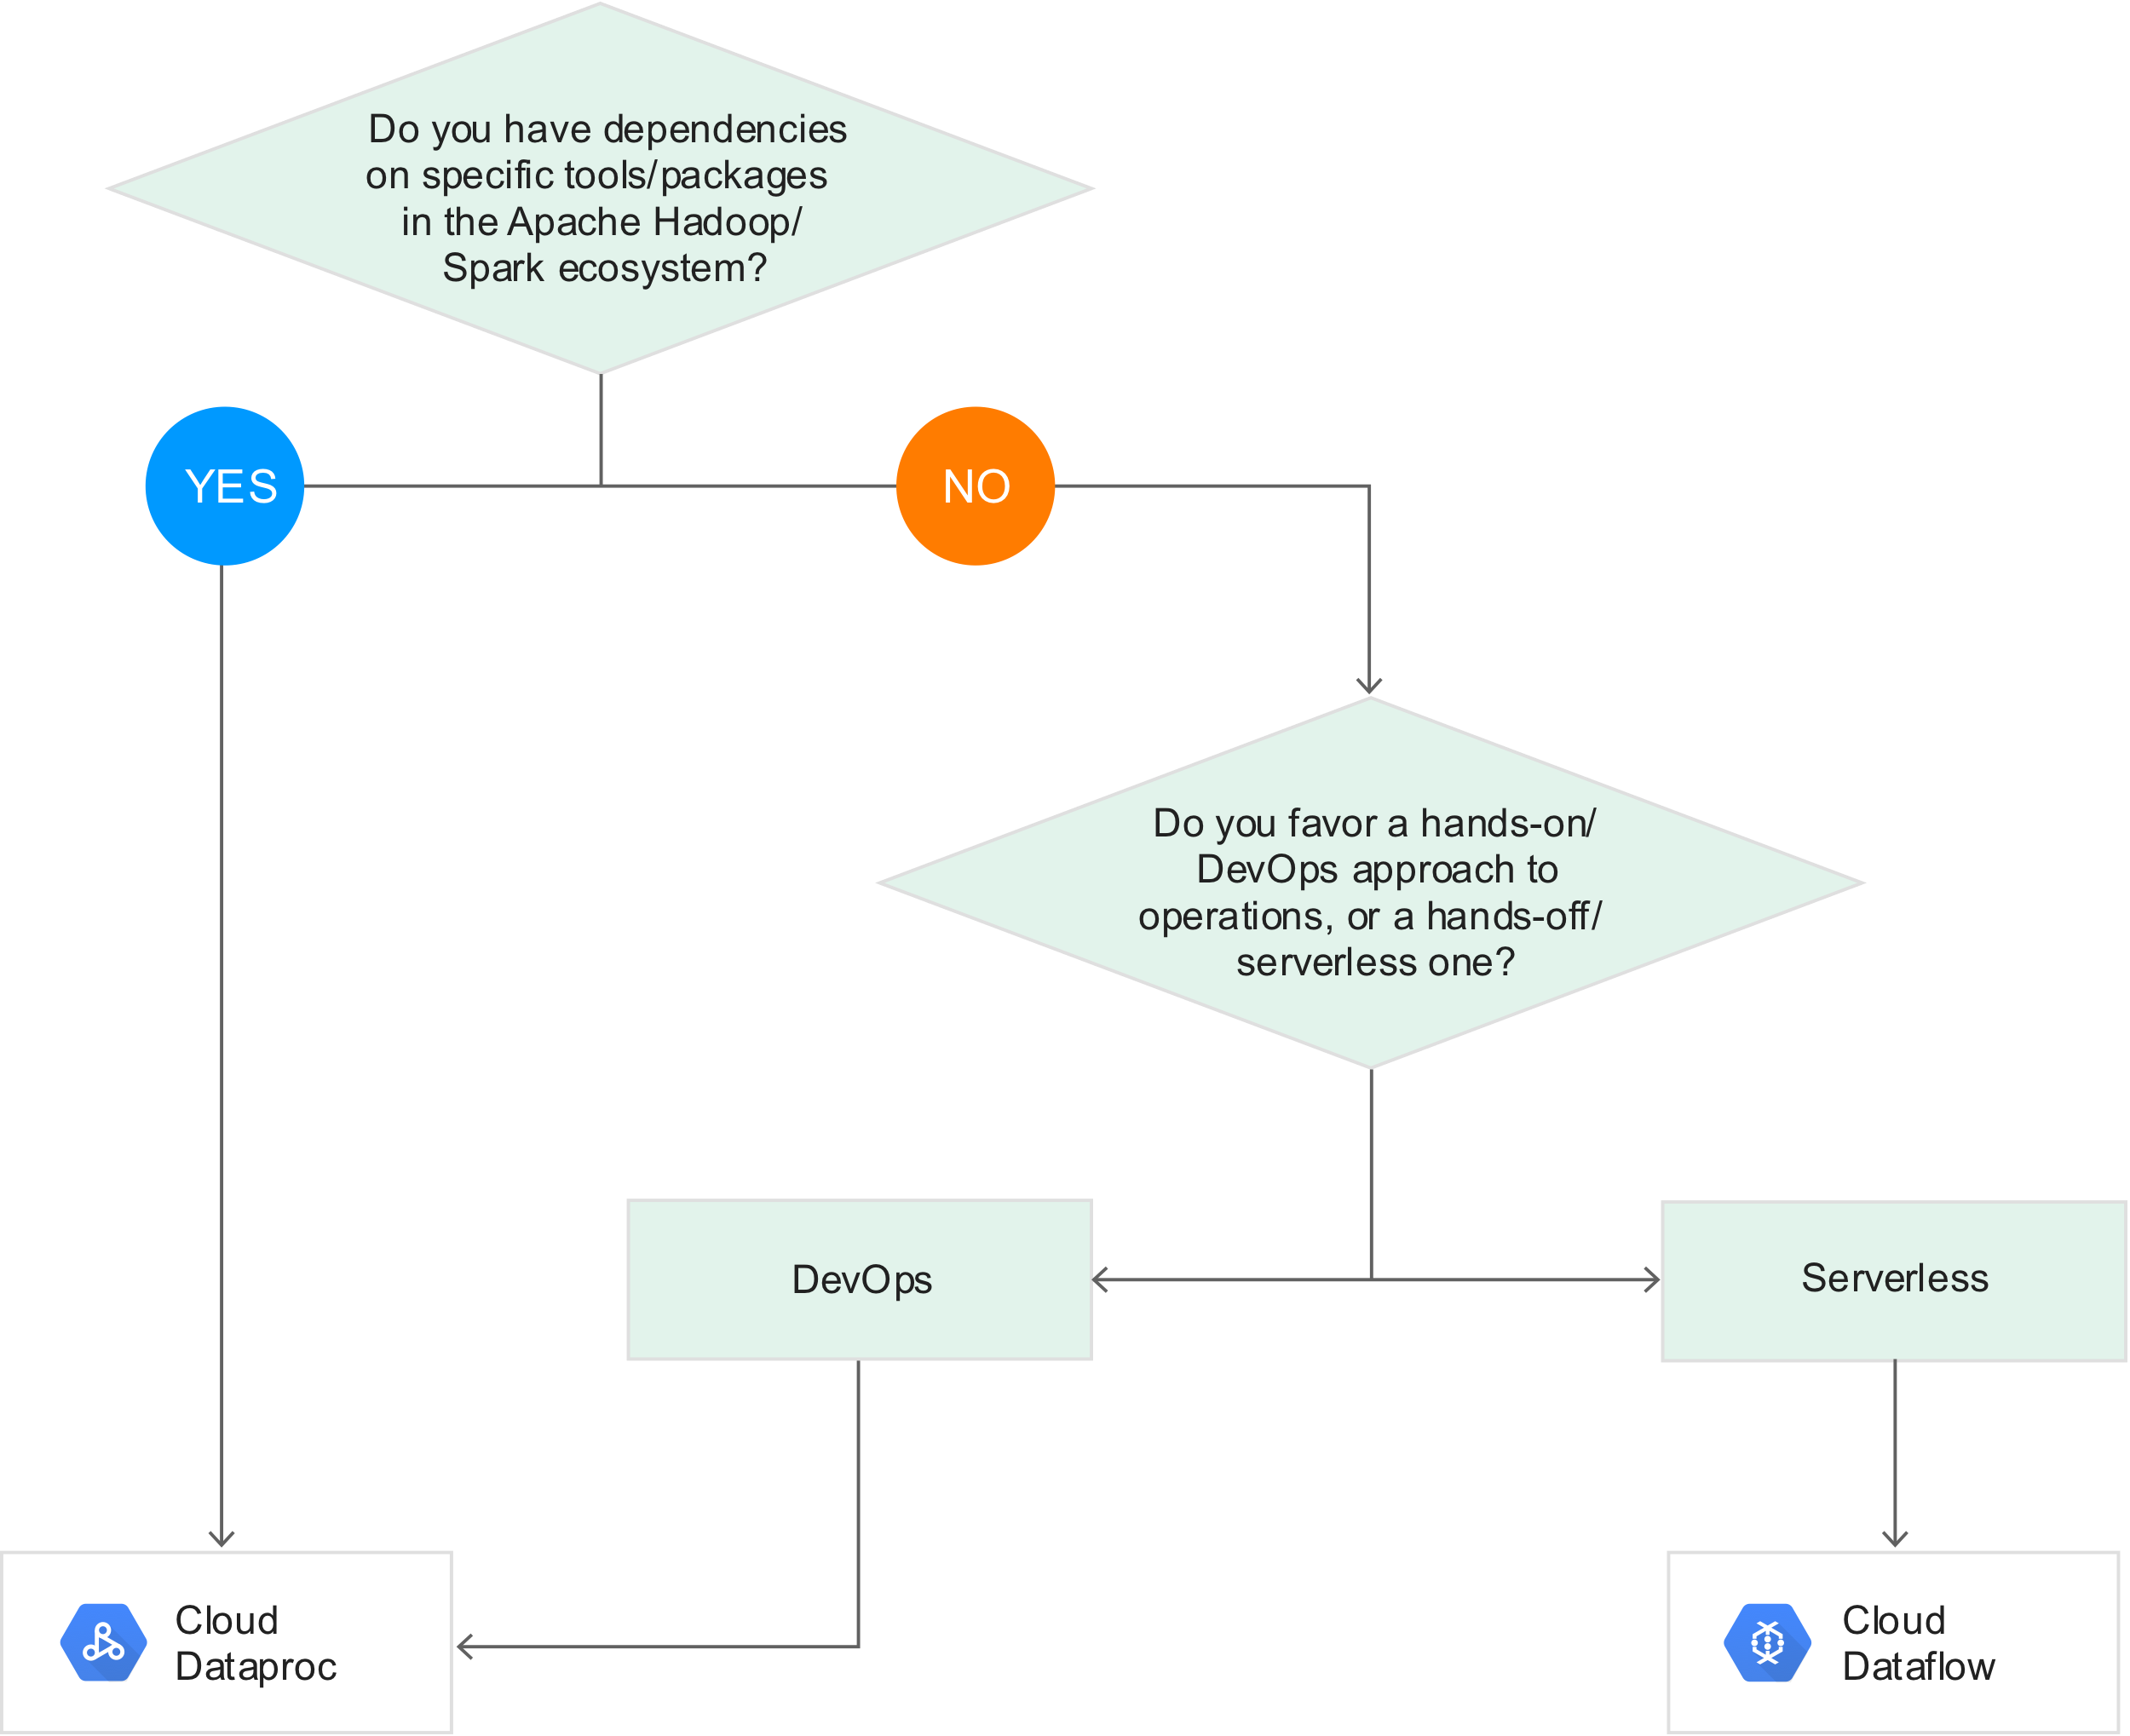 Do you have dependencies
on specific tools/packages
in the Apache Hadoop/
Spark ecosystem?
YES
NO
Do you favor a hands-on/
DevOps approach to
operations, or a hands-off/
serverless one?
DevOps
Serverless
Cloud
Dataproc
Cloud
Dataflow